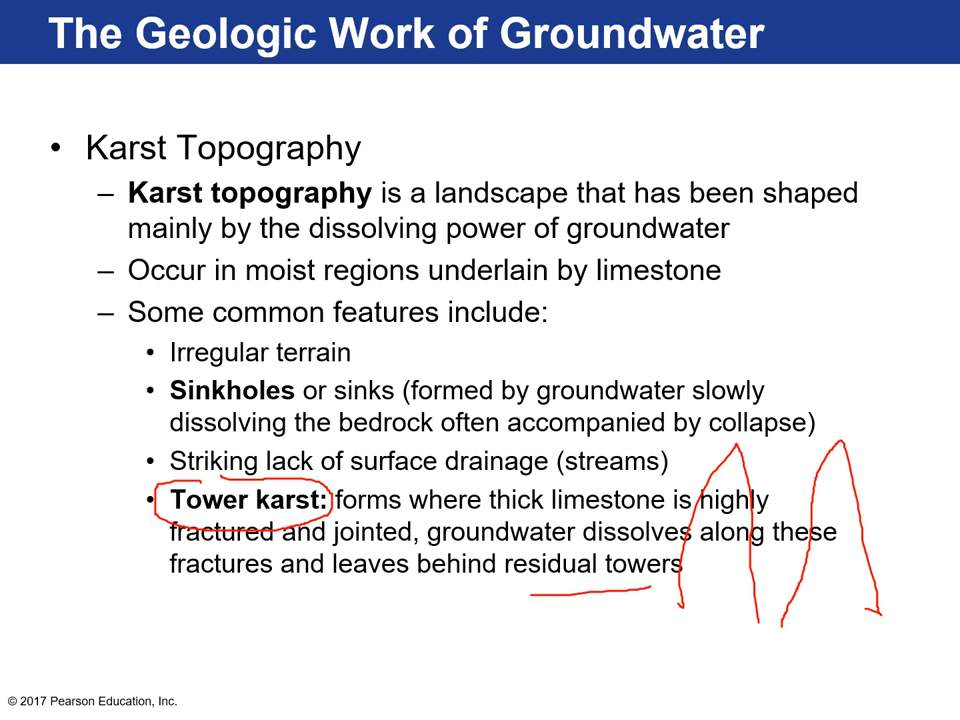 The Geologic Work of Groundwater
• Karst Topography
– Karst topography is a landscape that has been shaped
mainly by the dissolving power of groundwater
– Occur in moist regions underlain by limestone
– Some common features include:
• Irregular terrain
• Sinkholes or sinks (formed by groundwater slowly
dissolving the bedrock often accompanied by collapse)
• Striking lack of surface drainage (streams)
• Tower karst: forms where thick limestone is highly
fractured and jointed, groundwater dissolves along these
fractures and leaves behind residual towers
© 2017 Pearson Education, Inc.